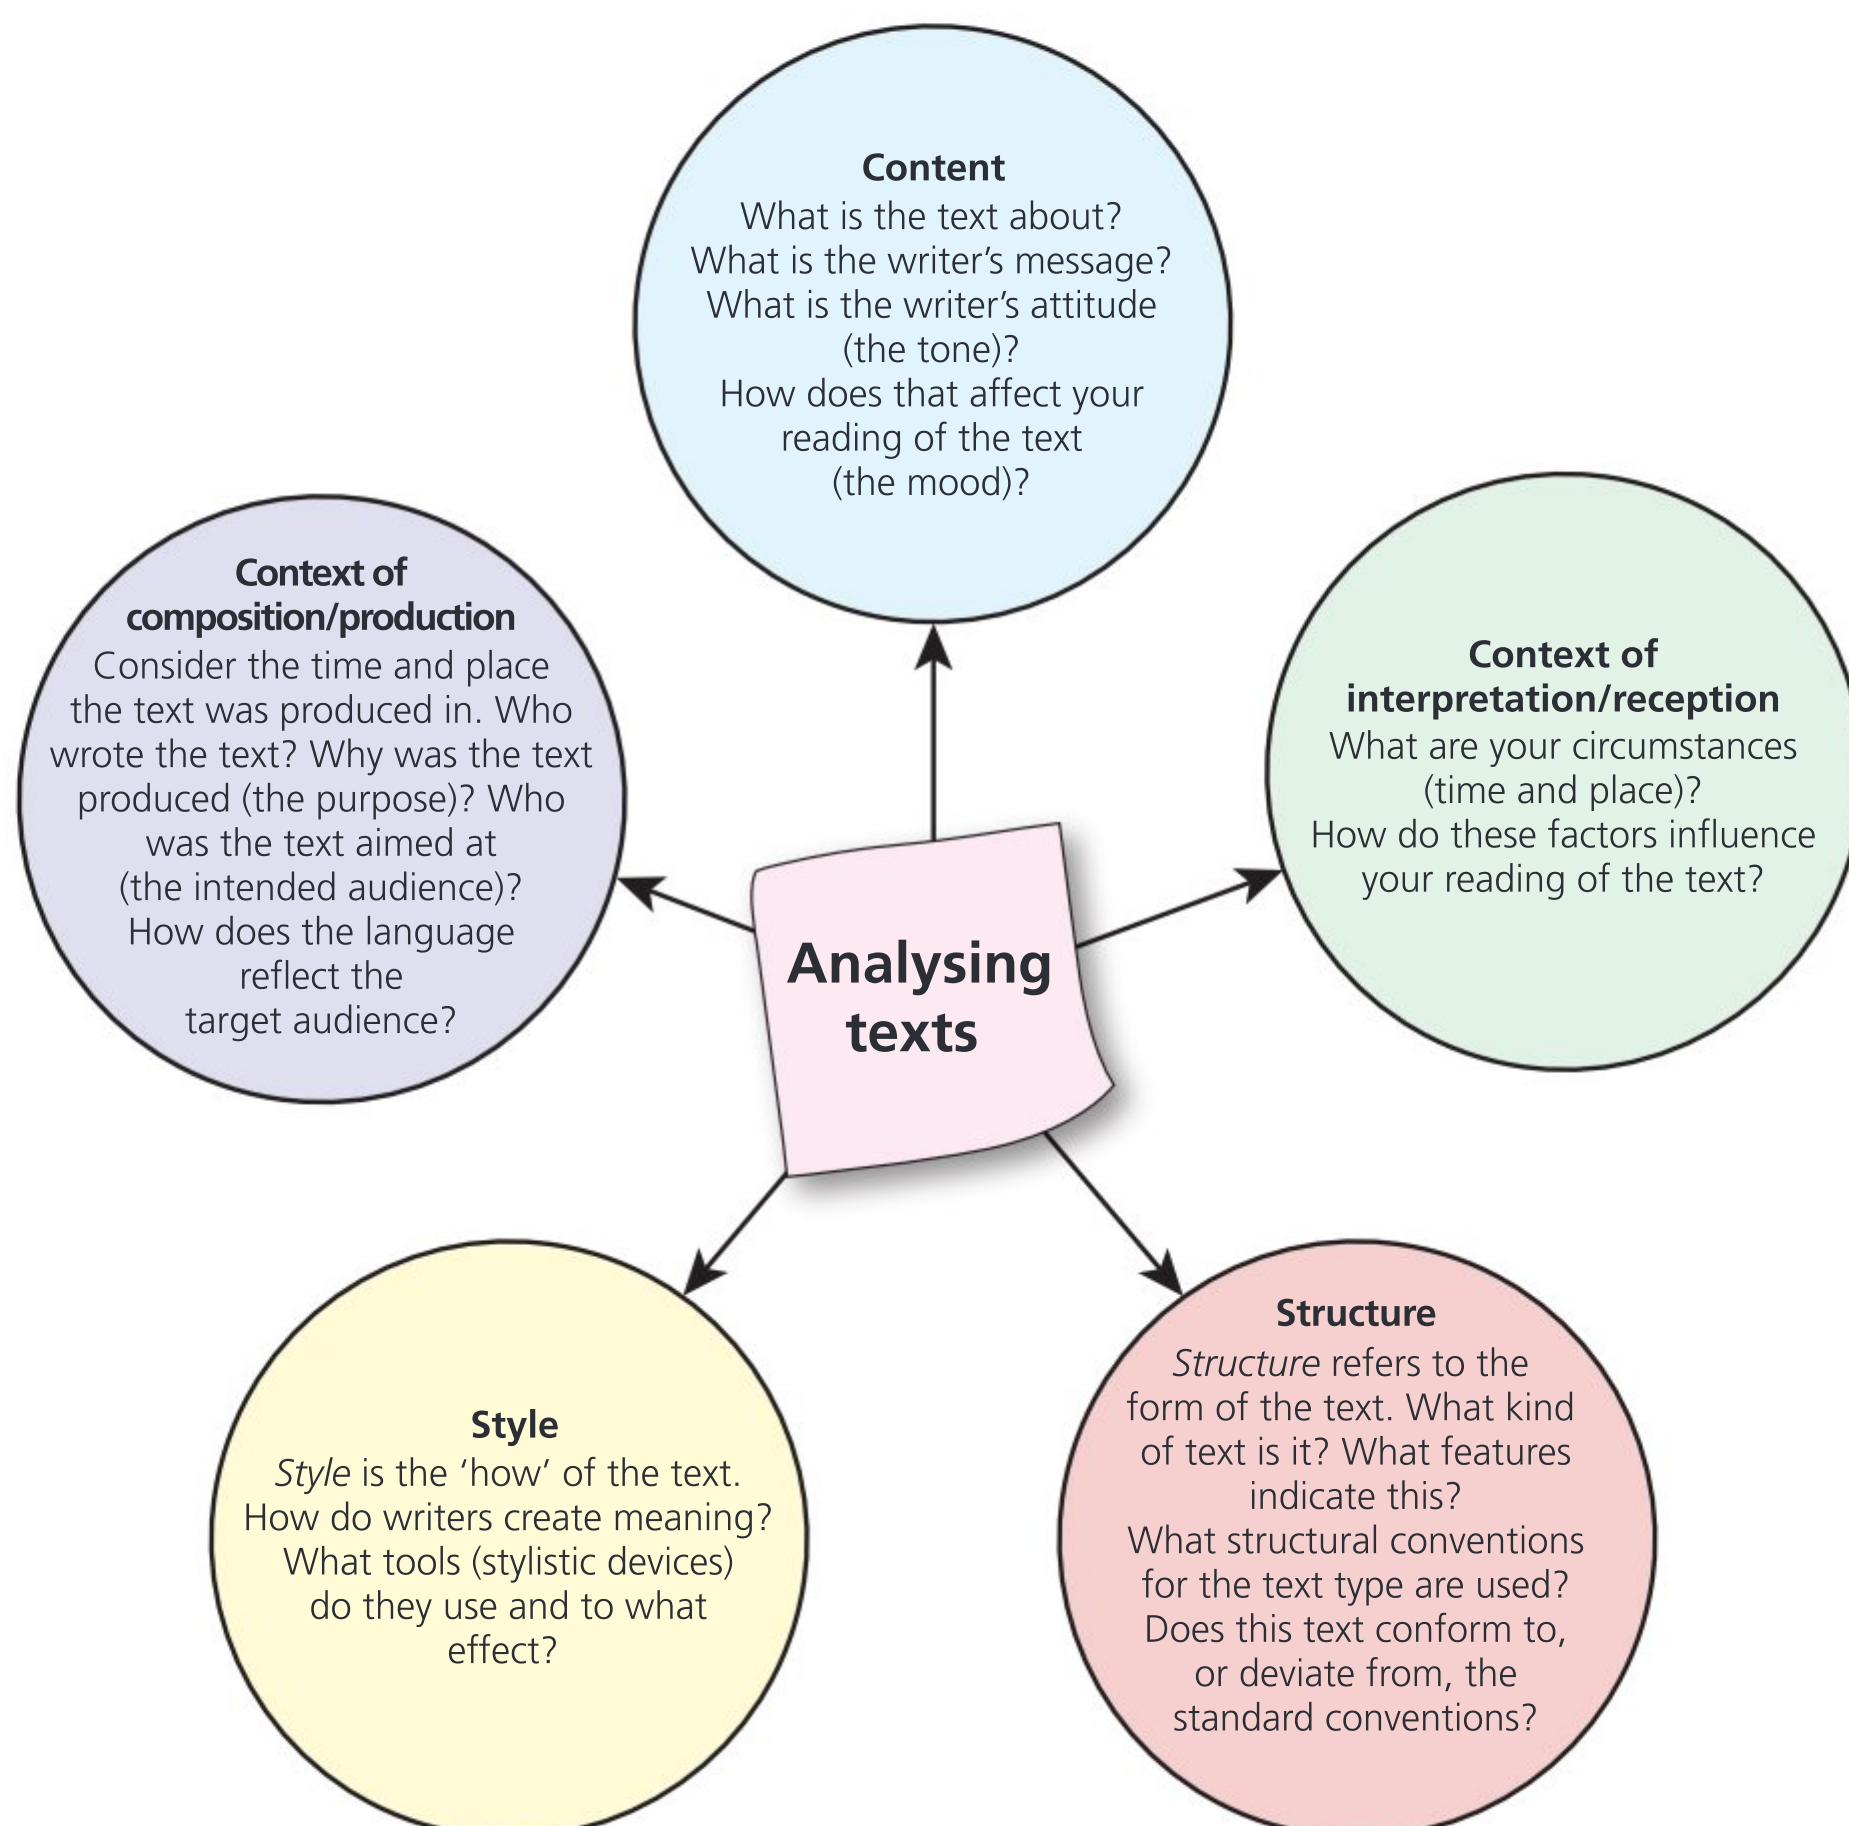 Content
What is the text about?
What is the writer’s message?
What is the writer’s attitude
(the tone)?
How does that affect your
reading of the text
(the mood)?
Context of
composition/production
Consider the time and place
the text was produced in. Who
wrote the text? Why was the text
produced (the purpose)? Who
was the text aimed at
(the intended audience)?
How does the language
reflect the
target audience?
Context of
interpretation/reception
What are your circumstances
(time and place)?
How do these factors influence
your reading of the text?
Analysing
texts
Style
Style is the ‘how’ of the text.
How do writers create meaning?
What tools (stylistic devices)
do they use and to what
effect?
Structure
Structure refers to the
form of the text. What kind
of text is it? What features
indicate this?
What structural conventions
for the text type are used?
Does this text conform to,
or deviate from, the
standard conventions?